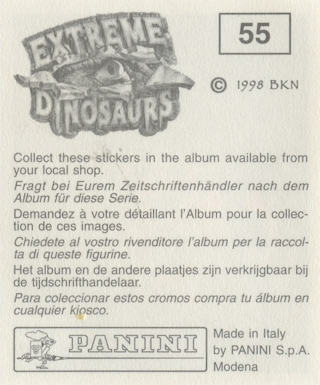 EXTREME
DINOSAURS
55
© 1998 BKN
Collect these stickers in the album available from
your local shop.
Fragt bei Eurem Zeitschriftenhändler nach dem
Album für diese Serie.
Demandez à votre détaillant l'Album pour la collec-
tion de ces images.
Chiedete al vostro rivenditore l'album per la raccol-
ta di queste figurine.
Het album en de andere plaatjes zijn verkrijgbaar bij
de tijdschrifthandelaar.
Para coleccionar estos cromos compra tu álbum en
cualquier kiosco.
PANINI
Made in Italy
by PANINI S.p.A.
Modena